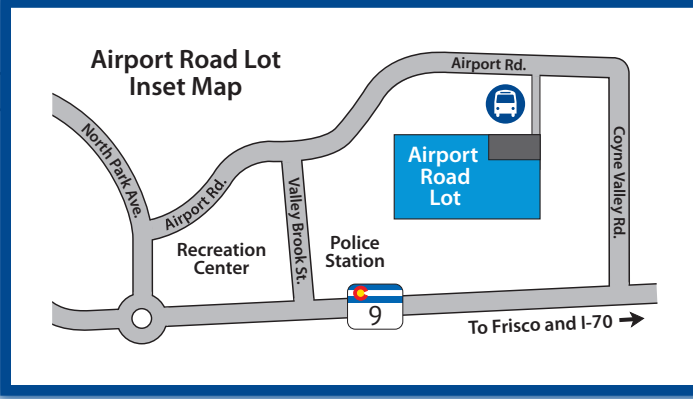 Airport Road Lot
Inset Map
Airport Rd.
North Park Ave.
Airport Rd.
Valley Brook St.
Coyne Valley Rd.
Airport
Road
Lot
Recreation
Center
Police
Station
9
To Frisco and I-70